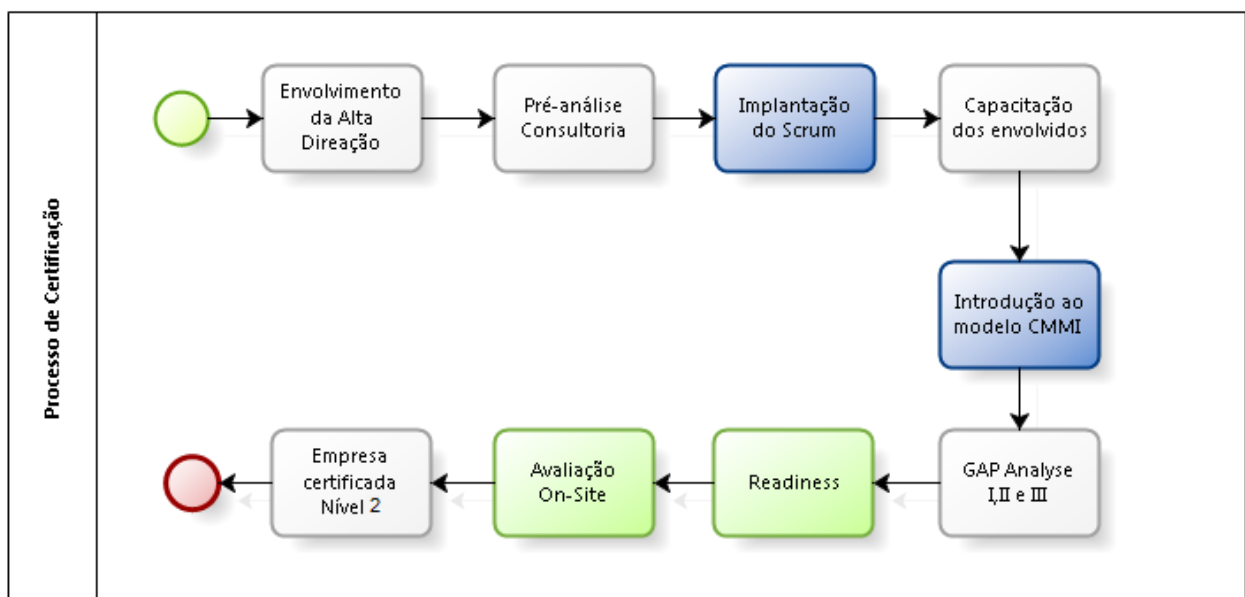 Processo de Certificação
Envolvimento
da Alta
Direação
Pré-análise
Consultoria
Implantação
do Scrum
Capacitação
dos envolvidos
Introdução ao
modelo CMMI
GAP Analyse
I,II e III
Readiness
Avaliação
On-Site
Empresa
certificada
Nível 2